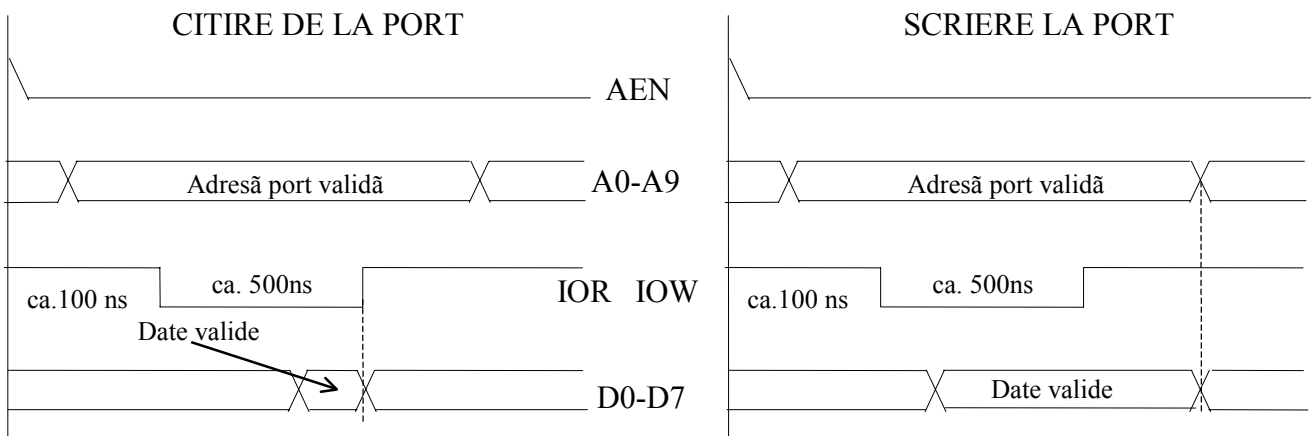 CITIRE DE LA PORT
SCRIERE LA PORT
AEN
Adresã port validã
A0-A9
Adresã port validã
ca.100 ns
ca. 500ns
IOR IOW
ca.100 ns
ca. 500ns
Date valide
D0-D7
Date valide